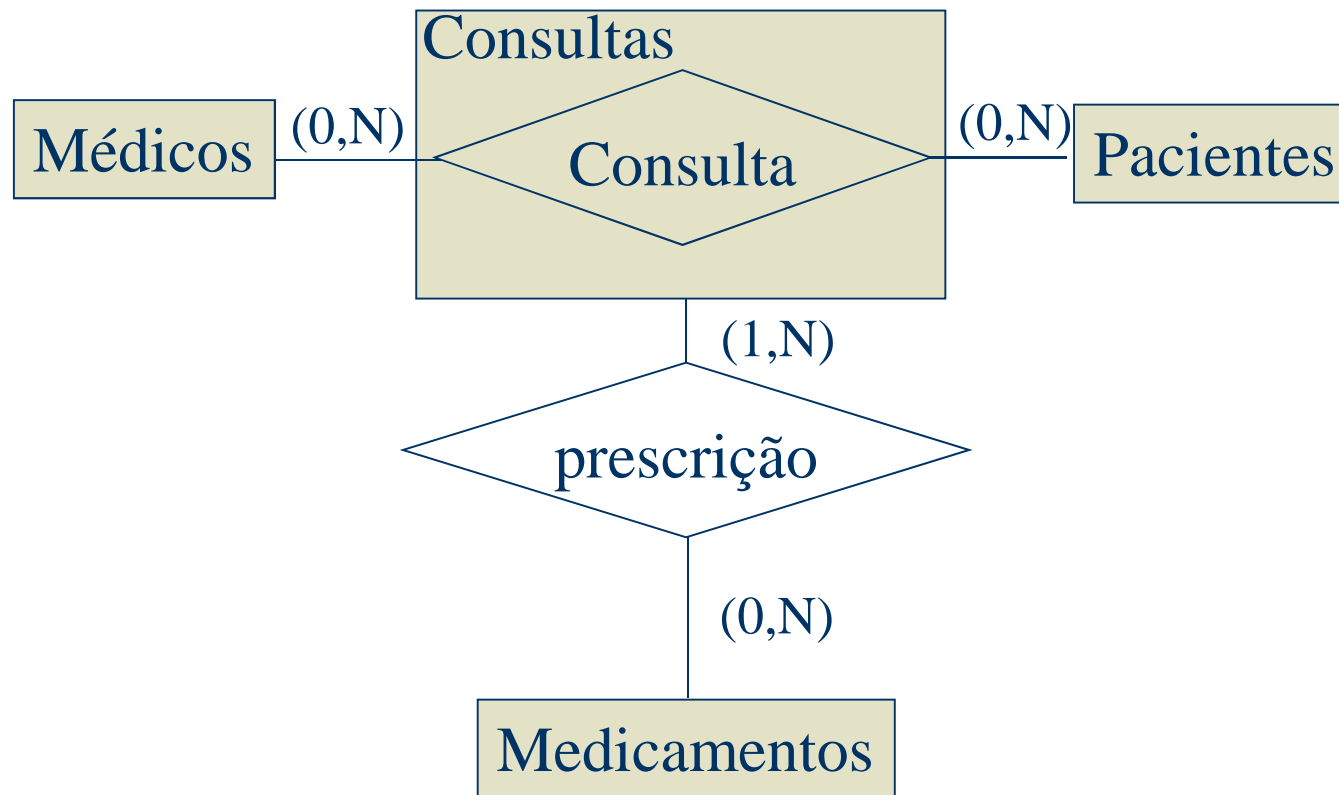 Consultas
Médicos
(0,N)
Consulta
(0,N)
Pacientes
(1,N)
prescrição
(0,N)
Medicamentos